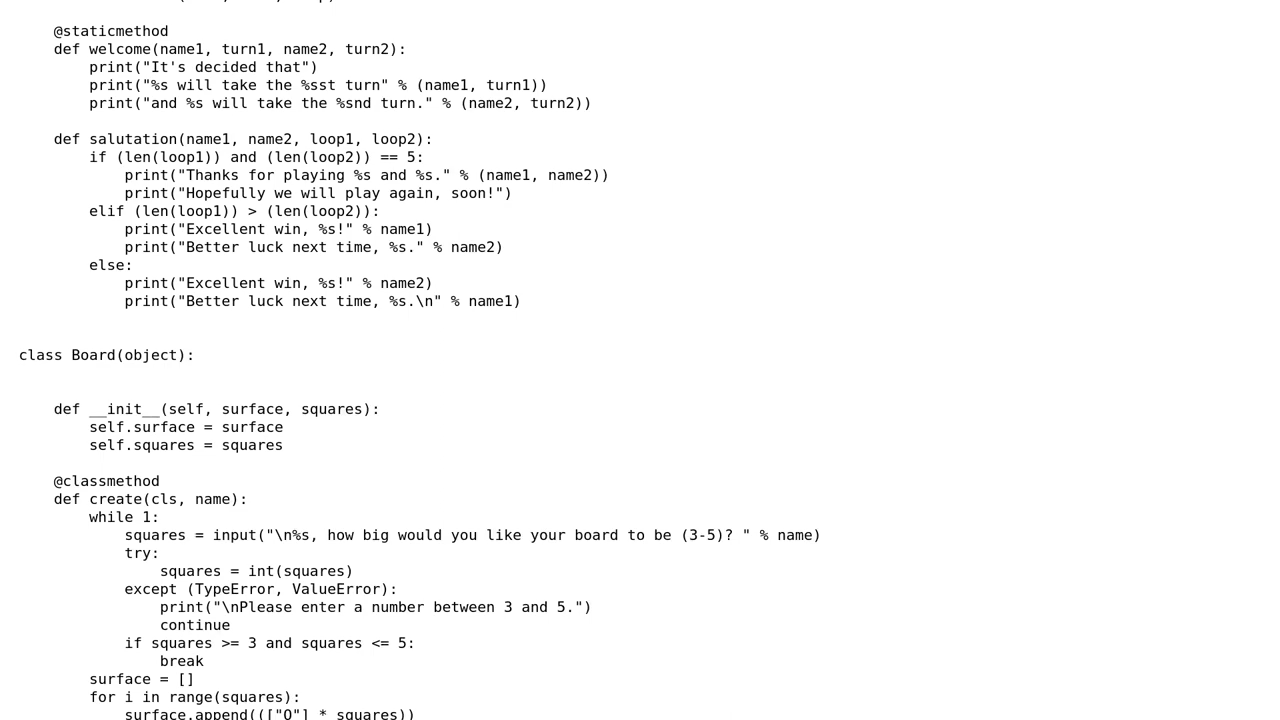 @staticmethod
def welcome(name1, turn1, name2, turn2):
print("It's decided that")
print("%s will take the %sst turn" % (name1, turn1))
print("and %s will take the %snd turn." % (name2, turn2))
def salutation(name1, name2, loop1, loop2):
if (len(loop1)) and (len(loop2)) == 5:
print("Thanks for playing %s and %s." % (name1, name2))
print("Hopefully we will play again, soon!")
elif (len(loop1)) > (len(loop2)):
print("Excellent win, %s!" % name1)
print("Better luck next time, %s." % name2)
else:
print("Excellent win, %s!" % name2)
print("Better luck next time, %s.\n" % name1)
class Board(object):
def __init__(self, surface, squares):
self.surface = surface
self.squares = squares
@classmethod
def create(cls, name):
while 1:
squares = input("\n%s, how big would you like your board to be (3-5)? " % name)
try:
squares = int(squares)
except (TypeError, ValueError):
print("\nPlease enter a number between 3 and 5.")
continue
if squares >= 3 and squares <= 5:
break
surface = []
for i in range(squares):
surface.append((["O"] * squares))